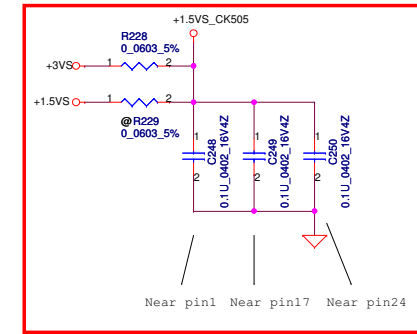 +1.5VS_CK505
R228
0_0603_5%
+3VS
1
2
+1.5VS
1
2
@R229
0_0603_5%
1
2
C248
0.1U_0402_16V4Z
1
2
C249
0.1U_0402_16V4Z
1
2
C250
0.1U_0402_16V4Z
Near pin1
Near pin17
Near pin24